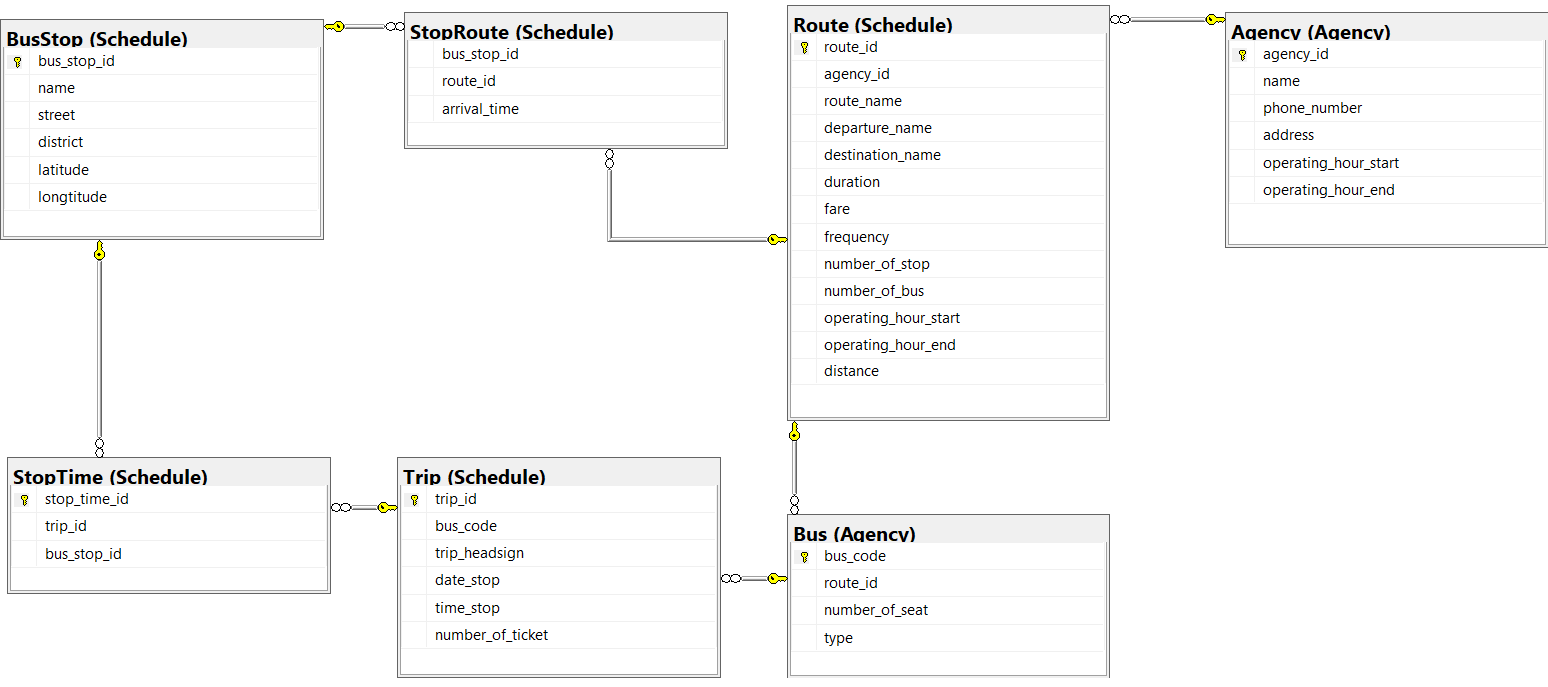 BusStop (Schedule)
bus_stop_id
name
street
district
latitude
longtitude
StopRoute (Schedule)
bus_stop_id
route_id
arrival_time
Route (Schedule)
route_id
agency_id
route_name
departure_name
destination_name
duration
fare
frequency
number_of_stop
number_of_bus
operating_hour_start
operating_hour_end
distance
Agency (Agency)
agency_id
name
phone_number
address
operating_hour_start
operating_hour_end
StopTime (Schedule)
stop_time_id
trip_id
bus_stop_id
Trip (Schedule)
trip_id
bus_code
trip_headsign
date_stop
time_stop
number_of_ticket
Bus (Agency)
bus_code
route_id
number_of_seat
type